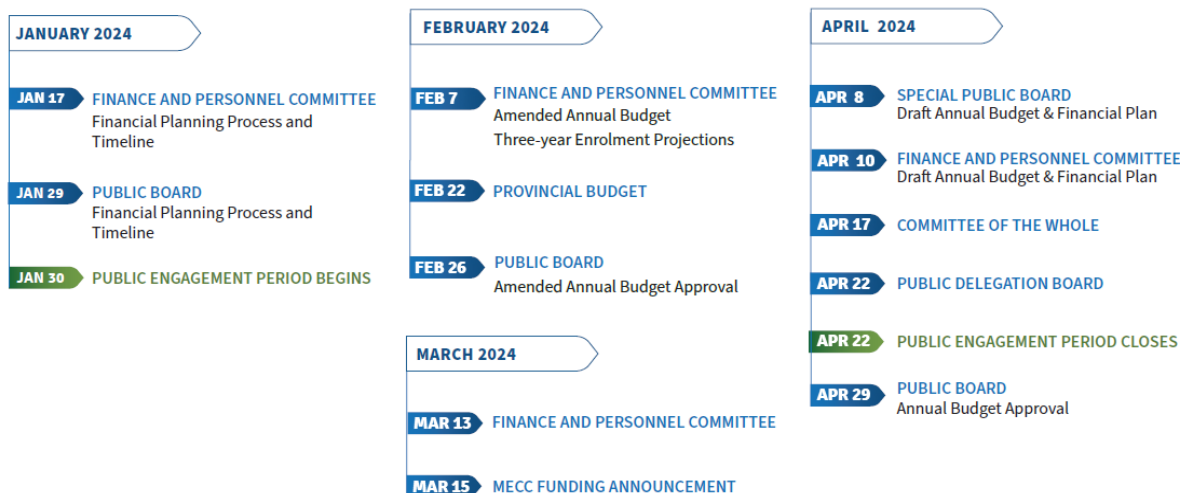 JANUARY 2024
JAN 17 FINANCE AND PERSONNEL COMMITTEE
Financial Planning Process and
Timeline
JAN 29 PUBLIC BOARD
Financial Planning Process and
Timeline
JAN 30 PUBLIC ENGAGEMENT PERIOD BEGINS
FEBRUARY 2024
FEB 7 FINANCE AND PERSONNEL COMMITTEE
Amended Annual Budget
Three-year Enrolment Projections
FEB 22 PROVINCIAL BUDGET
FEB 26 PUBLIC BOARD
Amended Annual Budget Approval
MARCH 2024
MAR 13 FINANCE AND PERSONNEL COMMITTEE
MAR 15 MECC FUNDING ANNOUNCEMENT
APRIL 2024
APR 8 SPECIAL PUBLIC BOARD
Draft Annual Budget & Financial Plan
APR 10 FINANCE AND PERSONNEL COMMITTEE
Draft Annual Budget & Financial Plan
APR 17 COMMITTEE OF THE WHOLE
APR 22 PUBLIC DELEGATION BOARD
APR 22 PUBLIC ENGAGEMENT PERIOD CLOSES
APR 29 PUBLIC BOARD
Annual Budget Approval